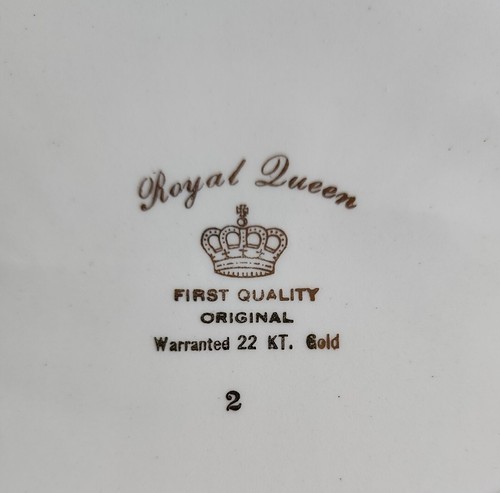 Royal Queen
FIRST QUALITY
ORIGINAL
Warranted 22 KT. Gold
2